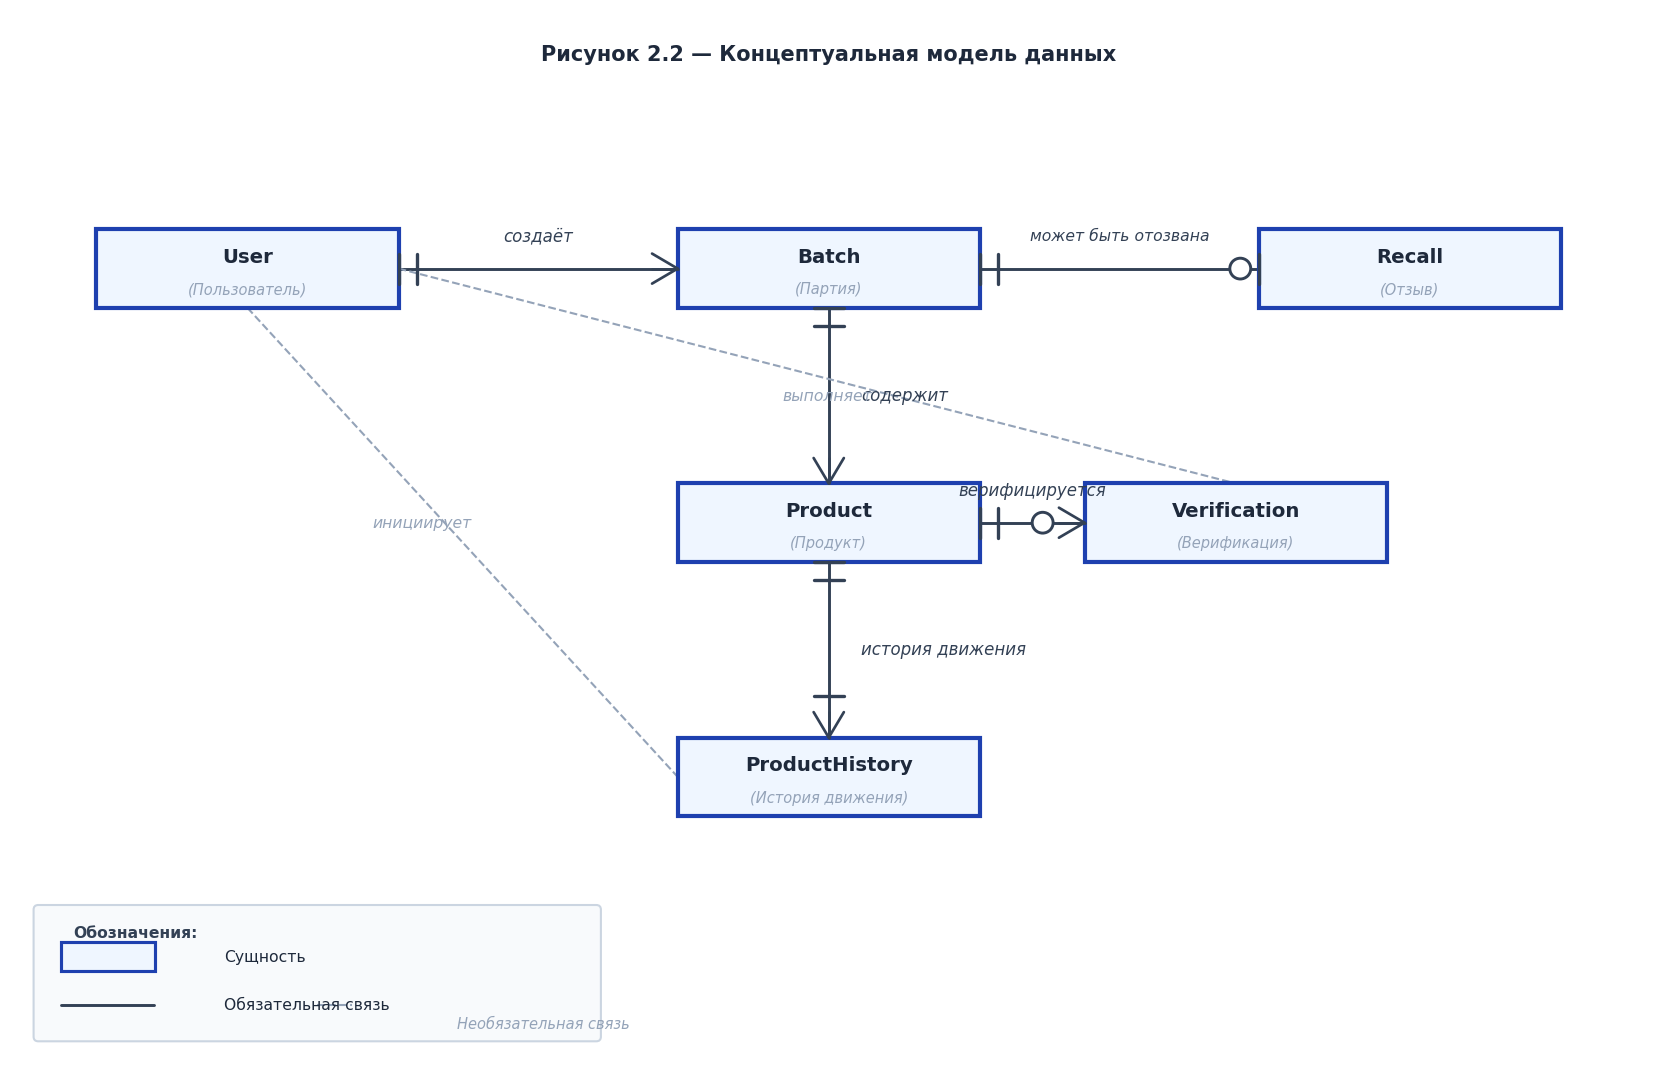 Рисунок 2.2 — Концептуальная модель данных
создаёт
может быть отозвана
User
(Пользователь)
Batch
(Партия)
Recall
(Отзыв)
выполняет
содержит
верифицируется
Product
(Продукт)
Verification
(Верификация)
инициирует
история движения
ProductHistory
(История движения)
Обозначения:
Сущность
Обязательная связь
Необязательная связь